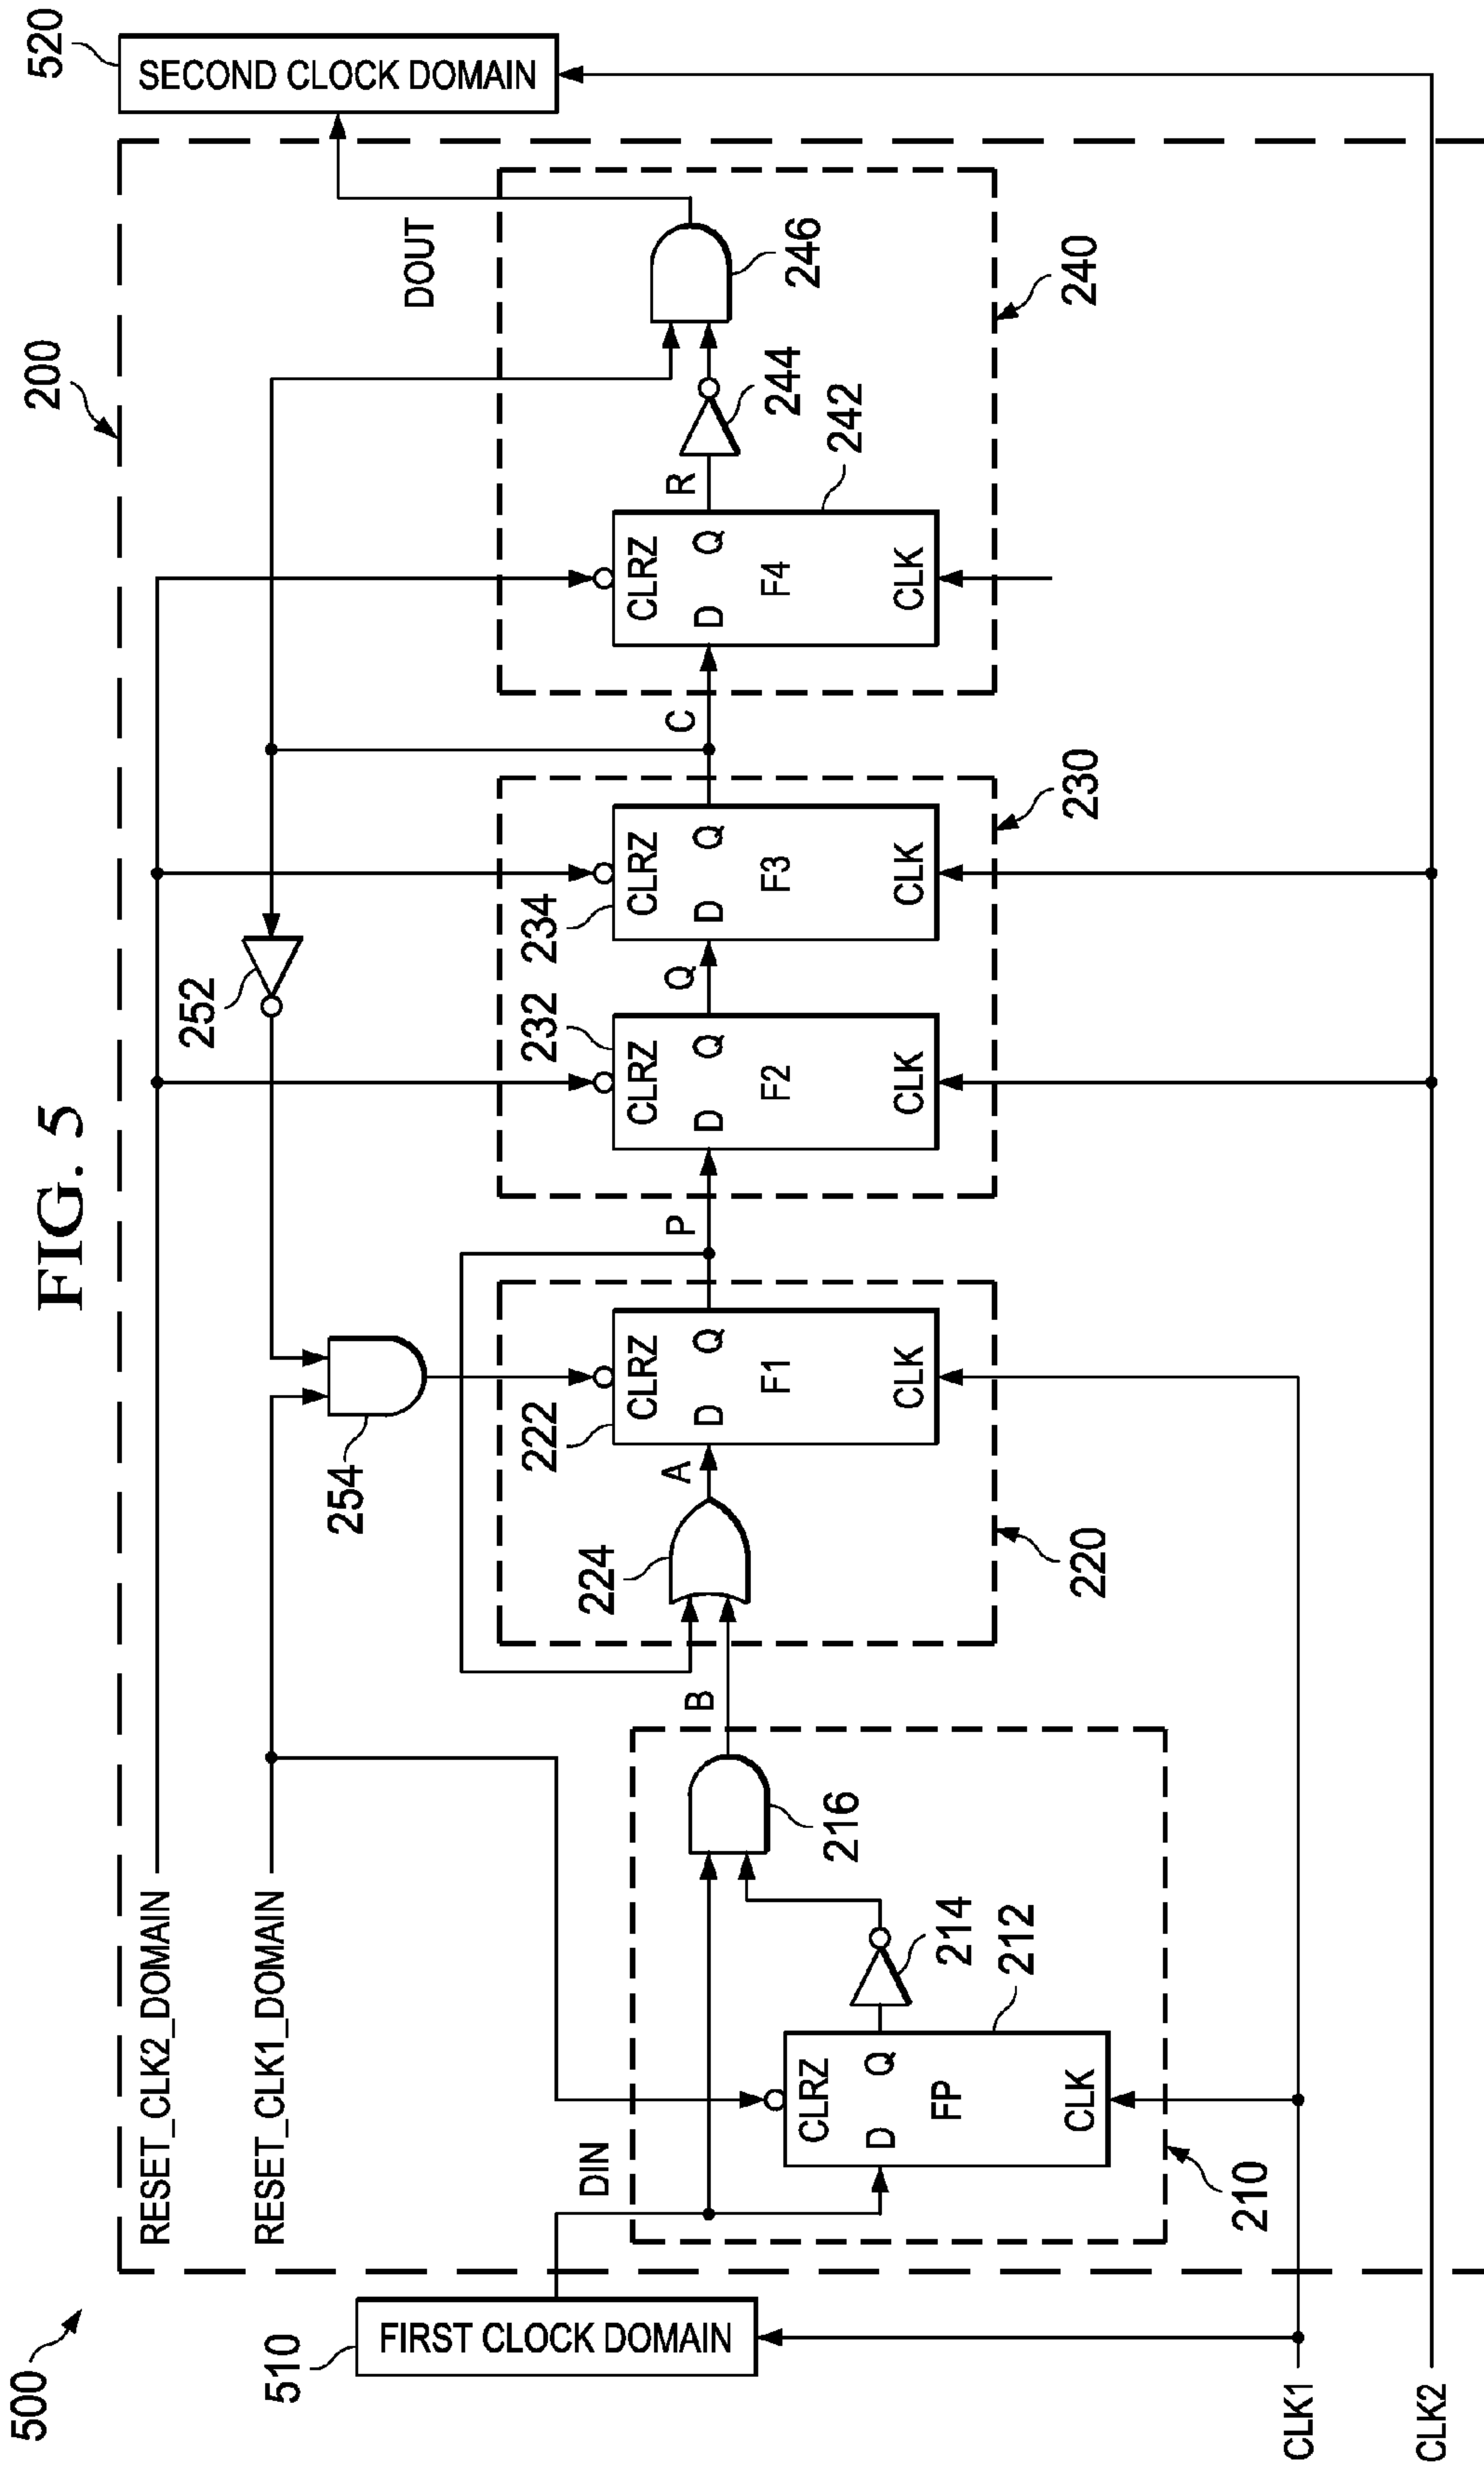 FIG. 5
500
200
520
SECOND CLOCK DOMAIN
RESET_CLK2_DOMAIN
RESET_CLK1_DOMAIN
252
254
DOUT
510
FIRST CLOCK DOMAIN
DIN
CLRZ
D
Q
FP
CLK
212
214
216
210
B
224
A
222
CLRZ
D
Q
F1
CLK
220
P
232
CLRZ
D
Q
F2
CLK
Q
234
CLRZ
D
Q
F3
CLK
230
C
CLRZ
D
Q
F4
CLK
R
242
244
246
240
CLK1
CLK2